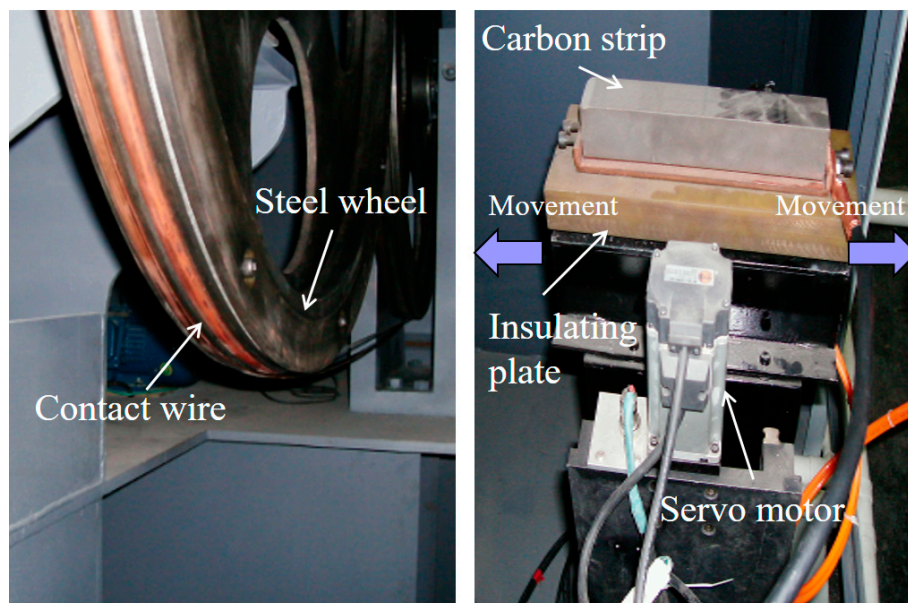 Steel wheel
Contact wire
Carbon strip
Movement
Movement
Insulating
plate
Servo motor